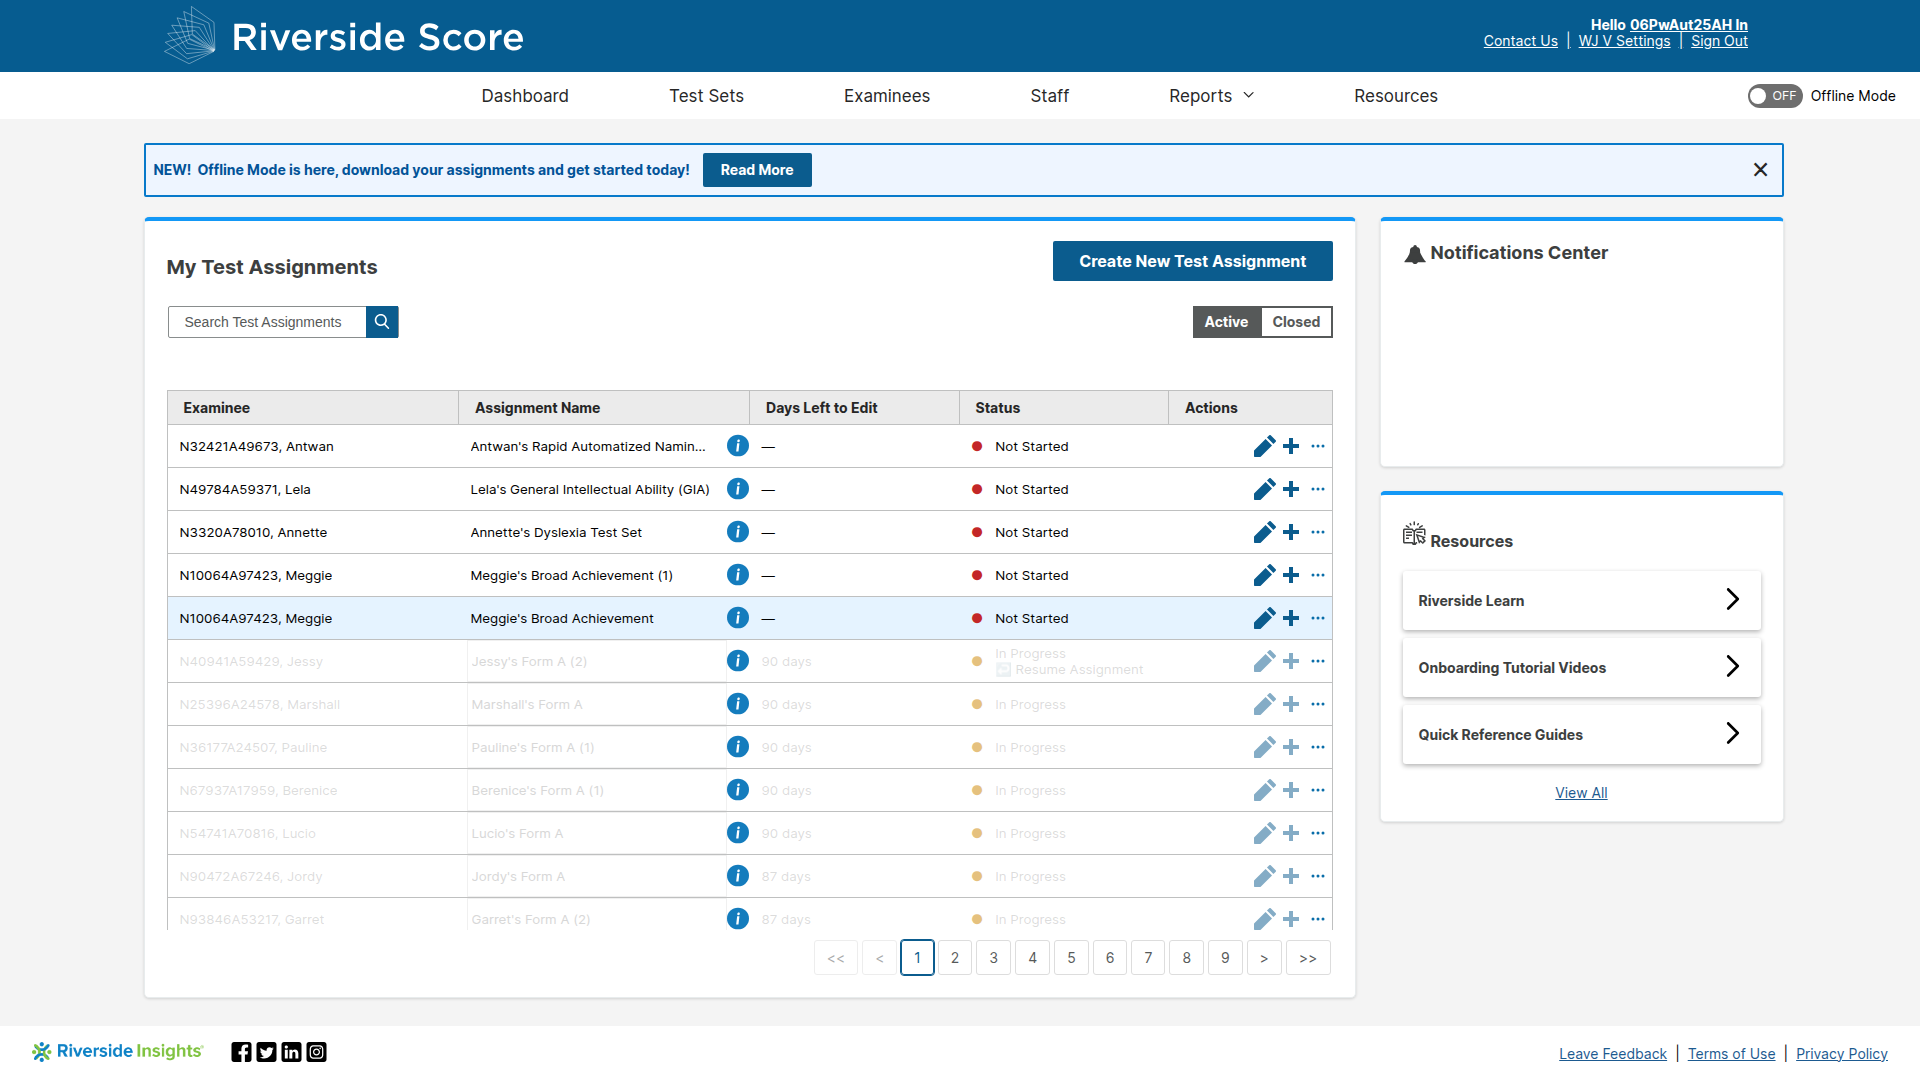 Riverside Score
Hello 06PwAut25AH In
Contact Us | WJ V Settings | Sign Out
Dashboard Test Sets Examinees Staff Reports Resources
OFF Offline Mode
NEW! Offline Mode is here, download your assignments and get started today! Read More
My Test Assignments
Create New Test Assignment
Search Test Assignments
Active Closed
Examinee Assignment Name Days Left to Edit Status Actions
N32421A49673, Antwan Antwan's Rapid Automatized Namin... — Not Started
N49784A59371, Lela Lela's General Intellectual Ability (GIA) — Not Started
N3320A78010, Annette Annette's Dyslexia Test Set — Not Started
N10064A97423, Meggie Meggie's Broad Achievement (1) — Not Started
N10064A97423, Meggie Meggie's Broad Achievement — Not Started
N40941A59429, Jessy Jessy's Form A (2) 90 days In Progress
Resume Assignment
N25396A24578, Marshall Marshall's Form A 90 days In Progress
N36177A24507, Pauline Pauline's Form A (1) 90 days In Progress
N67937A17959, Berenice Berenice's Form A (1) 90 days In Progress
N54741A70816, Lucio Lucio's Form A 90 days In Progress
N90472A67246, Jordy Jordy's Form A 87 days In Progress
N93846A53217, Garret Garret's Form A (2) 87 days In Progress
<< < 1 2 3 4 5 6 7 8 9 > >>
Notifications Center
Resources
Riverside Learn
Onboarding Tutorial Videos
Quick Reference Guides
View All
Riverside Insights
Leave Feedback | Terms of Use | Privacy Policy